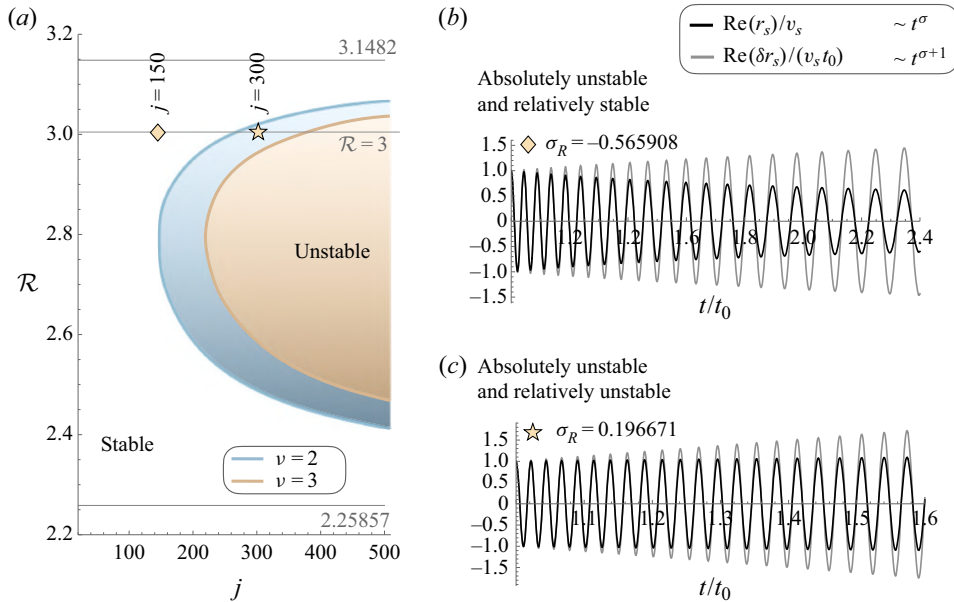 (a)
3.2
3.0
2.8
2.6
2.4
2.2
ℛ
3.1482
j = 150
j = 300
ℛ = 3
Unstable
Stable
ν = 2
ν = 3
2.25857
100
200
300
400
500
j
(b)
Re(r_s)/v_s ~ t^σ
Re(δr_s)/(v_s t_0) ~ t^{σ+1}
Absolutely unstable
and relatively stable
σ_R = –0.565908
1.5
1.0
0.5
0
–0.5
–1.0
–1.5
1.2
1.2
1.6
1.8
2.0
2.2
2.4
t/t_0
(c)
Absolutely unstable
and relatively unstable
σ_R = 0.196671
1.5
1.0
0.5
0
–0.5
–1.0
–1.5
1.1
1.2
1.3
1.4
1.5
1.6
t/t_0